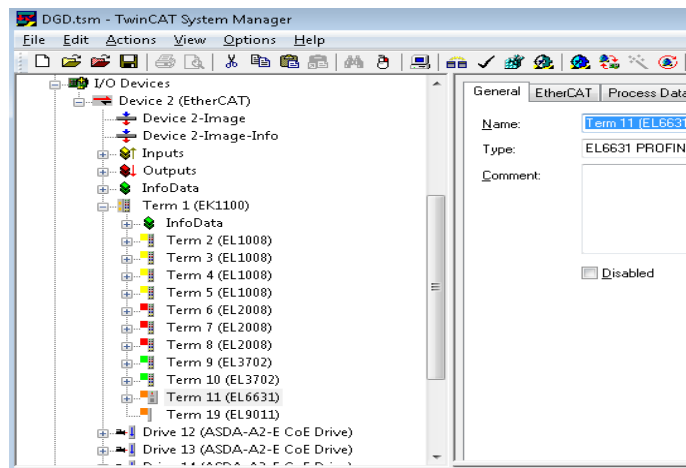 DGD.tsm - TwinCAT System Manager
File Edit Actions View Options Help
I/O Devices
Device 2 (EtherCAT)
Device 2-Image
Device 2-Image-Info
Inputs
Outputs
InfoData
Term 1 (EK1100)
InfoData
Term 2 (EL1008)
Term 3 (EL1008)
Term 4 (EL1008)
Term 5 (EL1008)
Term 6 (EL2008)
Term 7 (EL2008)
Term 8 (EL2008)
Term 9 (EL3702)
Term 10 (EL3702)
Term 11 (EL6631)
Term 19 (EL9011)
Drive 12 (ASDA-A2-E CoE Drive)
Drive 13 (ASDA-A2-E CoE Drive)
General EtherCAT Process Data
Name: Term 11 (EL6631
Type: EL6631 PROFIN
Comment:
Disabled